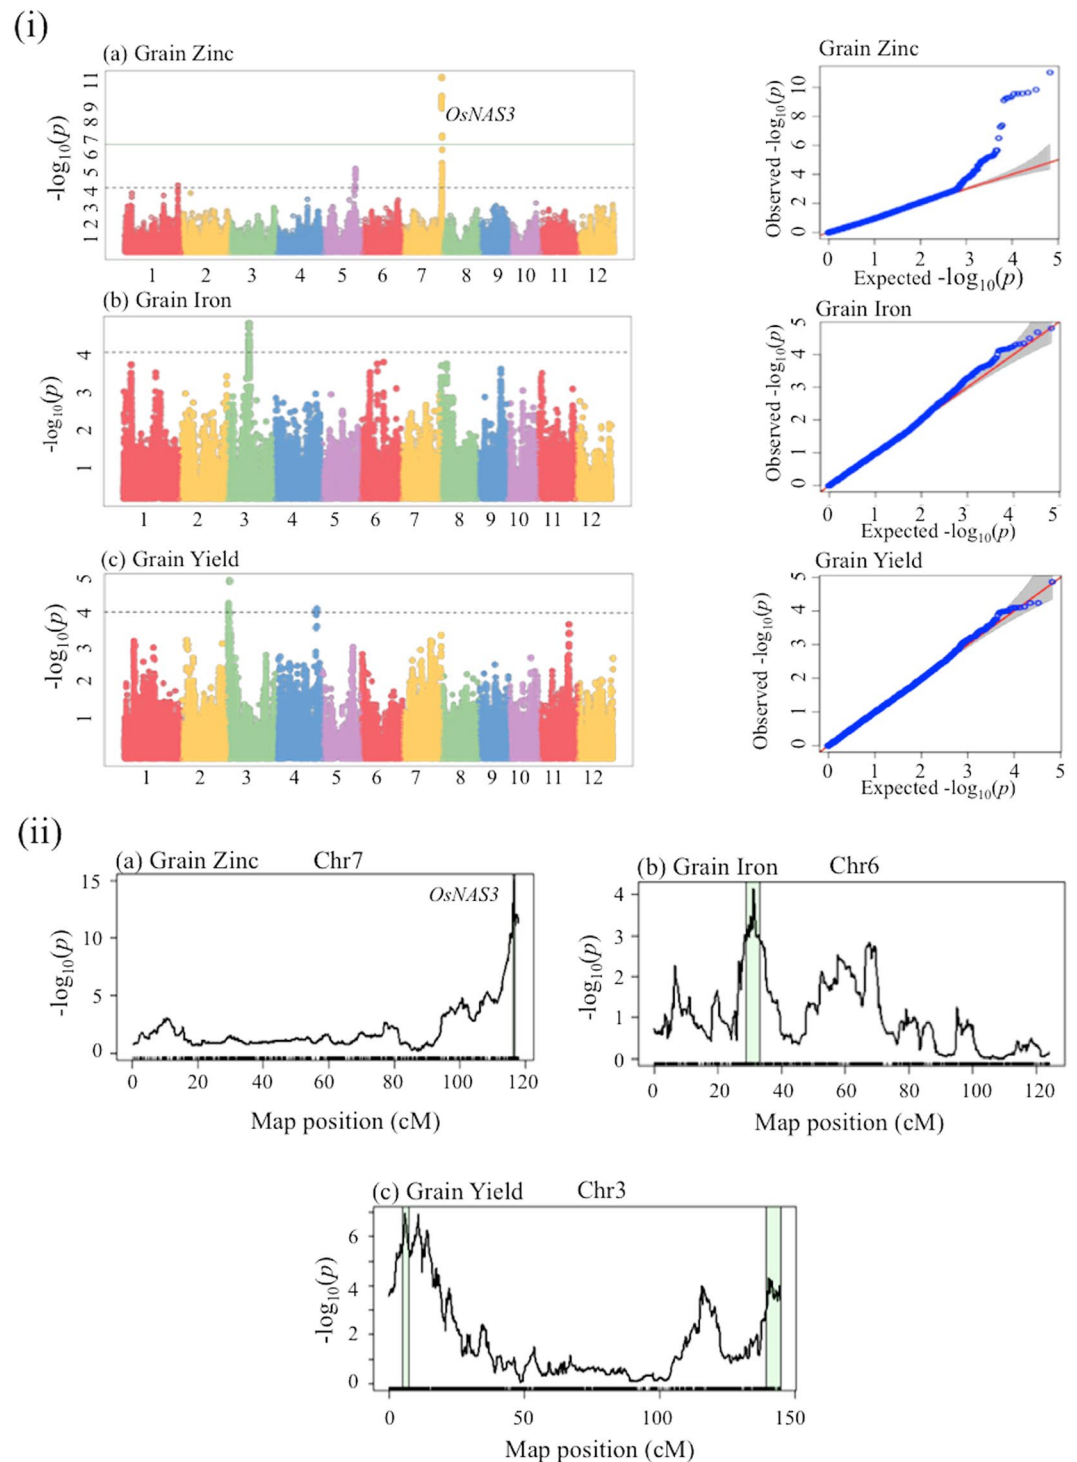 (i)
(a) Grain Zinc
-log10(p)
1 2 3 4 5 6 7 8 9 11
OsNAS3
1 2 3 4 5 6 7 8 9 10 11 12
Grain Zinc
Observed -log10(p)
0 2 4 6 8 10
0 1 2 3 4 5
Expected -log10(p)
(b) Grain Iron
-log10(p)
1 2 3 4
1 2 3 4 5 6 7 8 9 10 11 12
Grain Iron
Observed -log10(p)
0 1 2 3 4 5
0 1 2 3 4 5
Expected -log10(p)
(c) Grain Yield
-log10(p)
1 2 3 4 5
1 2 3 4 5 6 7 8 9 10 11 12
Grain Yield
Observed -log10(p)
0 1 2 3 4 5
0 1 2 3 4 5
Expected -log10(p)
(ii)
(a) Grain Zinc Chr7
-log10(p)
15
10
5
0
OsNAS3
0 20 40 60 80 100 120
Map position (cM)
(b) Grain Iron Chr6
-log10(p)
4
3
2
1
0
0 20 40 60 80 100 120
Map position (cM)
(c) Grain Yield Chr3
-log10(p)
6
4
2
0
0 50 100 150
Map position (cM)